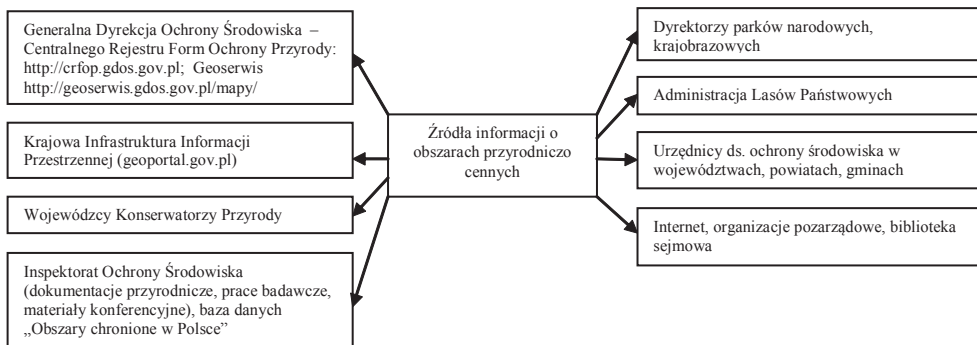 Generalna Dyrekcja Ochrony Środowiska –
Centralnego Rejestru Form Ochrony Przyrody:
http://crfop.gdos.gov.pl; Geoserwis
http://geoserwis.gdos.gov.pl/mapy/
Krajowa Infrastruktura Informacji
Przestrzennej (geoportal.gov.pl)
Wojewódzcy Konserwatorzy Przyrody
Inspektorat Ochrony Środowiska
(dokumentacje przyrodnicze, prace badawcze,
materiały konferencyjne), baza danych
„Obszary chronione w Polsce”
Źródła informacji o
obszarach przyrodniczo
cennych
Dyrektorzy parków narodowych,
krajobrazowych
Administracja Lasów Państwowych
Urzędnicy ds. ochrony środowiska w
województwach, powiatach, gminach
Internet, organizacje pozarządowe, biblioteka
sejmowa